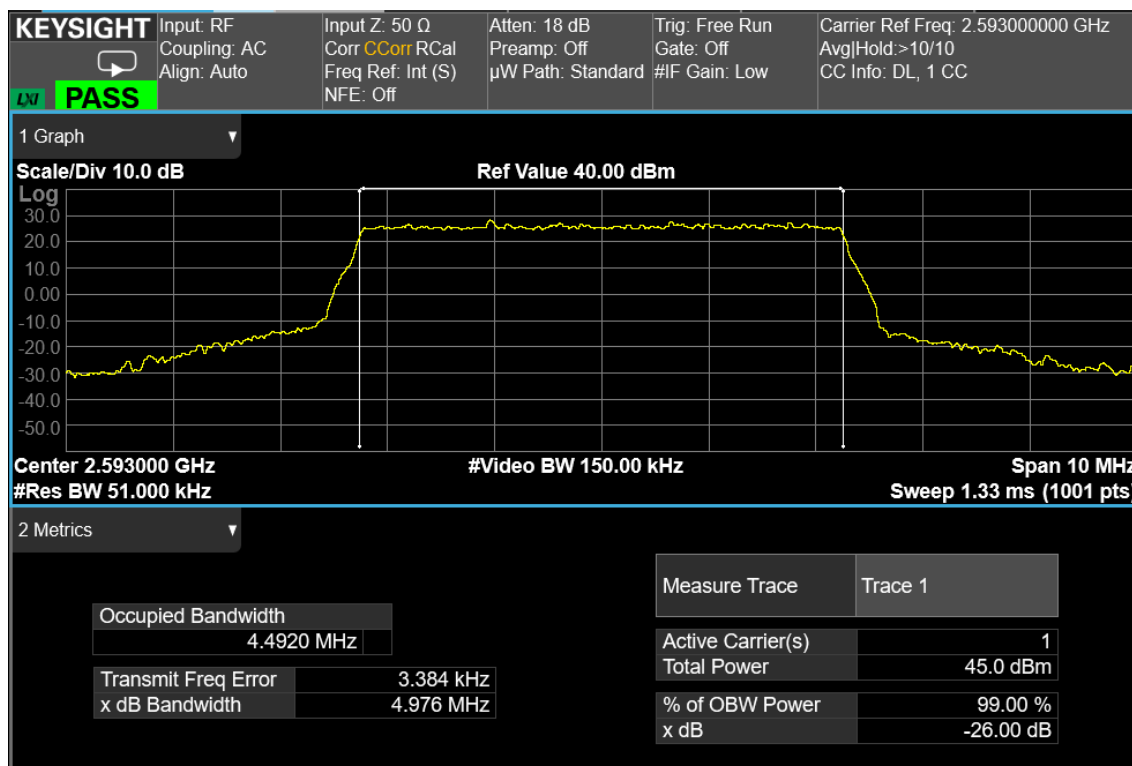 KEYSIGHT Input: RF Input Z: 50 Ω Atten: 18 dB Trig: Free Run Carrier Ref Freq: 2.593000000 GHz
Coupling: AC Corr CCorr RCal Preamp: Off Gate: Off Avg|Hold:>10/10
Align: Auto Freq Ref: Int (S) µW Path: Standard #IF Gain: Low CC Info: DL, 1 CC
LXI PASS NFE: Off
1 Graph
Scale/Div 10.0 dB Ref Value 40.00 dBm
Log
30.0
20.0
10.0
0.00
-10.0
-20.0
-30.0
-40.0
-50.0
Center 2.593000 GHz #Video BW 150.00 kHz Span 10 MHz
#Res BW 51.000 kHz Sweep 1.33 ms (1001 pts)
2 Metrics
Measure Trace Trace 1
Occupied Bandwidth
4.4920 MHz
Active Carrier(s) 1
Total Power 45.0 dBm
Transmit Freq Error 3.384 kHz
x dB Bandwidth 4.976 MHz
% of OBW Power 99.00 %
x dB -26.00 dB